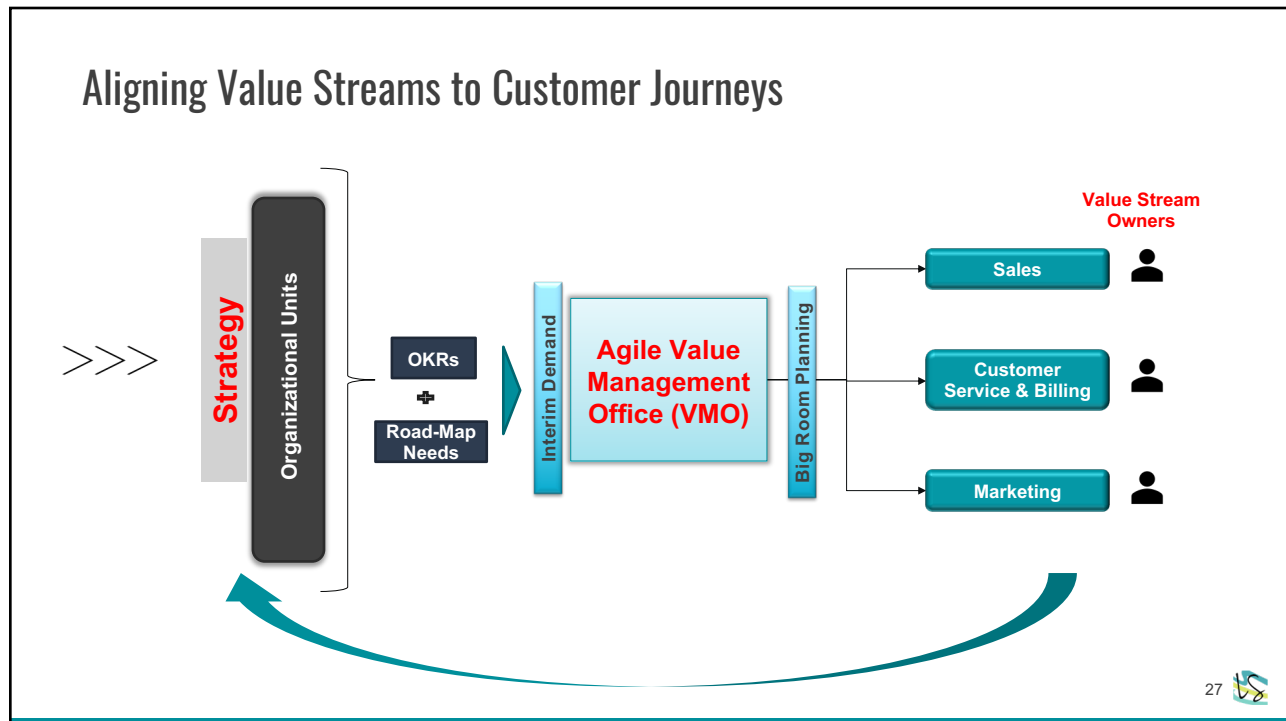 Aligning Value Streams to Customer Journeys
Value Stream
Owners
Strategy
Organizational Units
OKRs
Road-Map
Needs
Interim Demand
Agile Value
Management
Office (VMO)
Big Room Planning
Sales
Customer
Service & Billing
Marketing
27